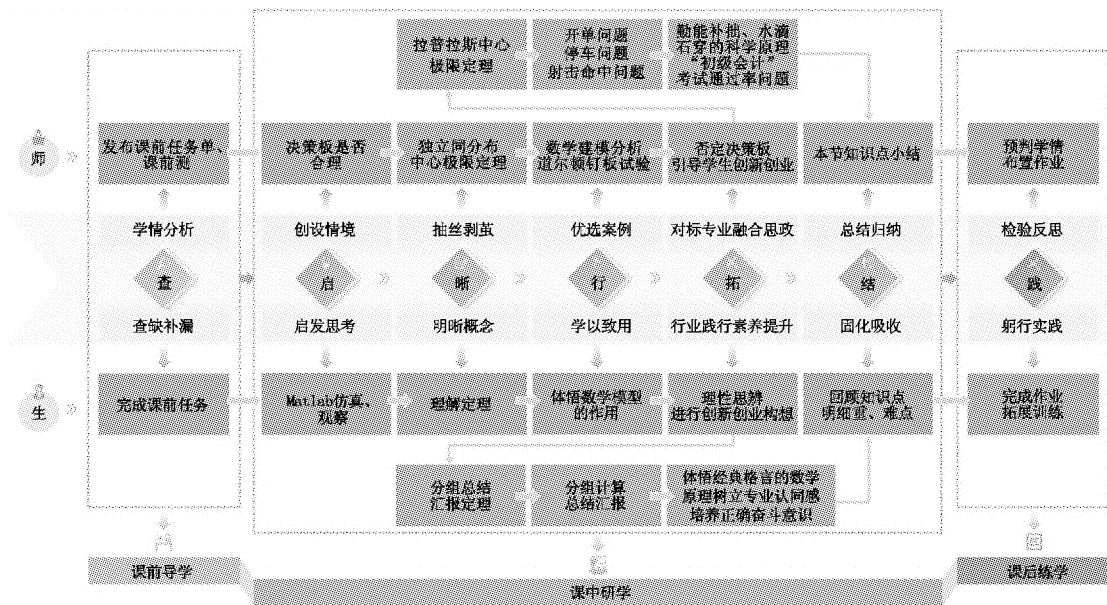 拉普拉斯中心
极限定理
开单问题
停车问题
射击命中问题
勤能补拙、水滴
石穿的科学原理
“初级会计”
考试通过率问题
师
发布课前任务单、
课前测
决策板是否
合理
独立同分布
中心极限定理
数学建模分析
道尔顿钉板试验
否定决策板
引导学生创新创业
本节知识点小结
预判学情
布置作业
学情分析
创设情境
抽丝剥茧
优选案例
对标专业融合思政
总结归纳
检验反思
查
启
晰
行
拓
结
践
查缺补漏
启发思考
明晰概念
学以致用
行业践行素养提升
固化吸收
躬行实践
生
完成课前任务
Matlab仿真、
观察
理解定理
体悟数学模型
的作用
理性思辨
进行创新创业构想
回顾知识点
明细重、难点
完成作业
拓展训练
分组总结
汇报定理
分组计算
总结汇报
体悟经典格言的数学
原理树立专业认同感
培养正确奋斗意识
课前导学
课中研学
课后练学